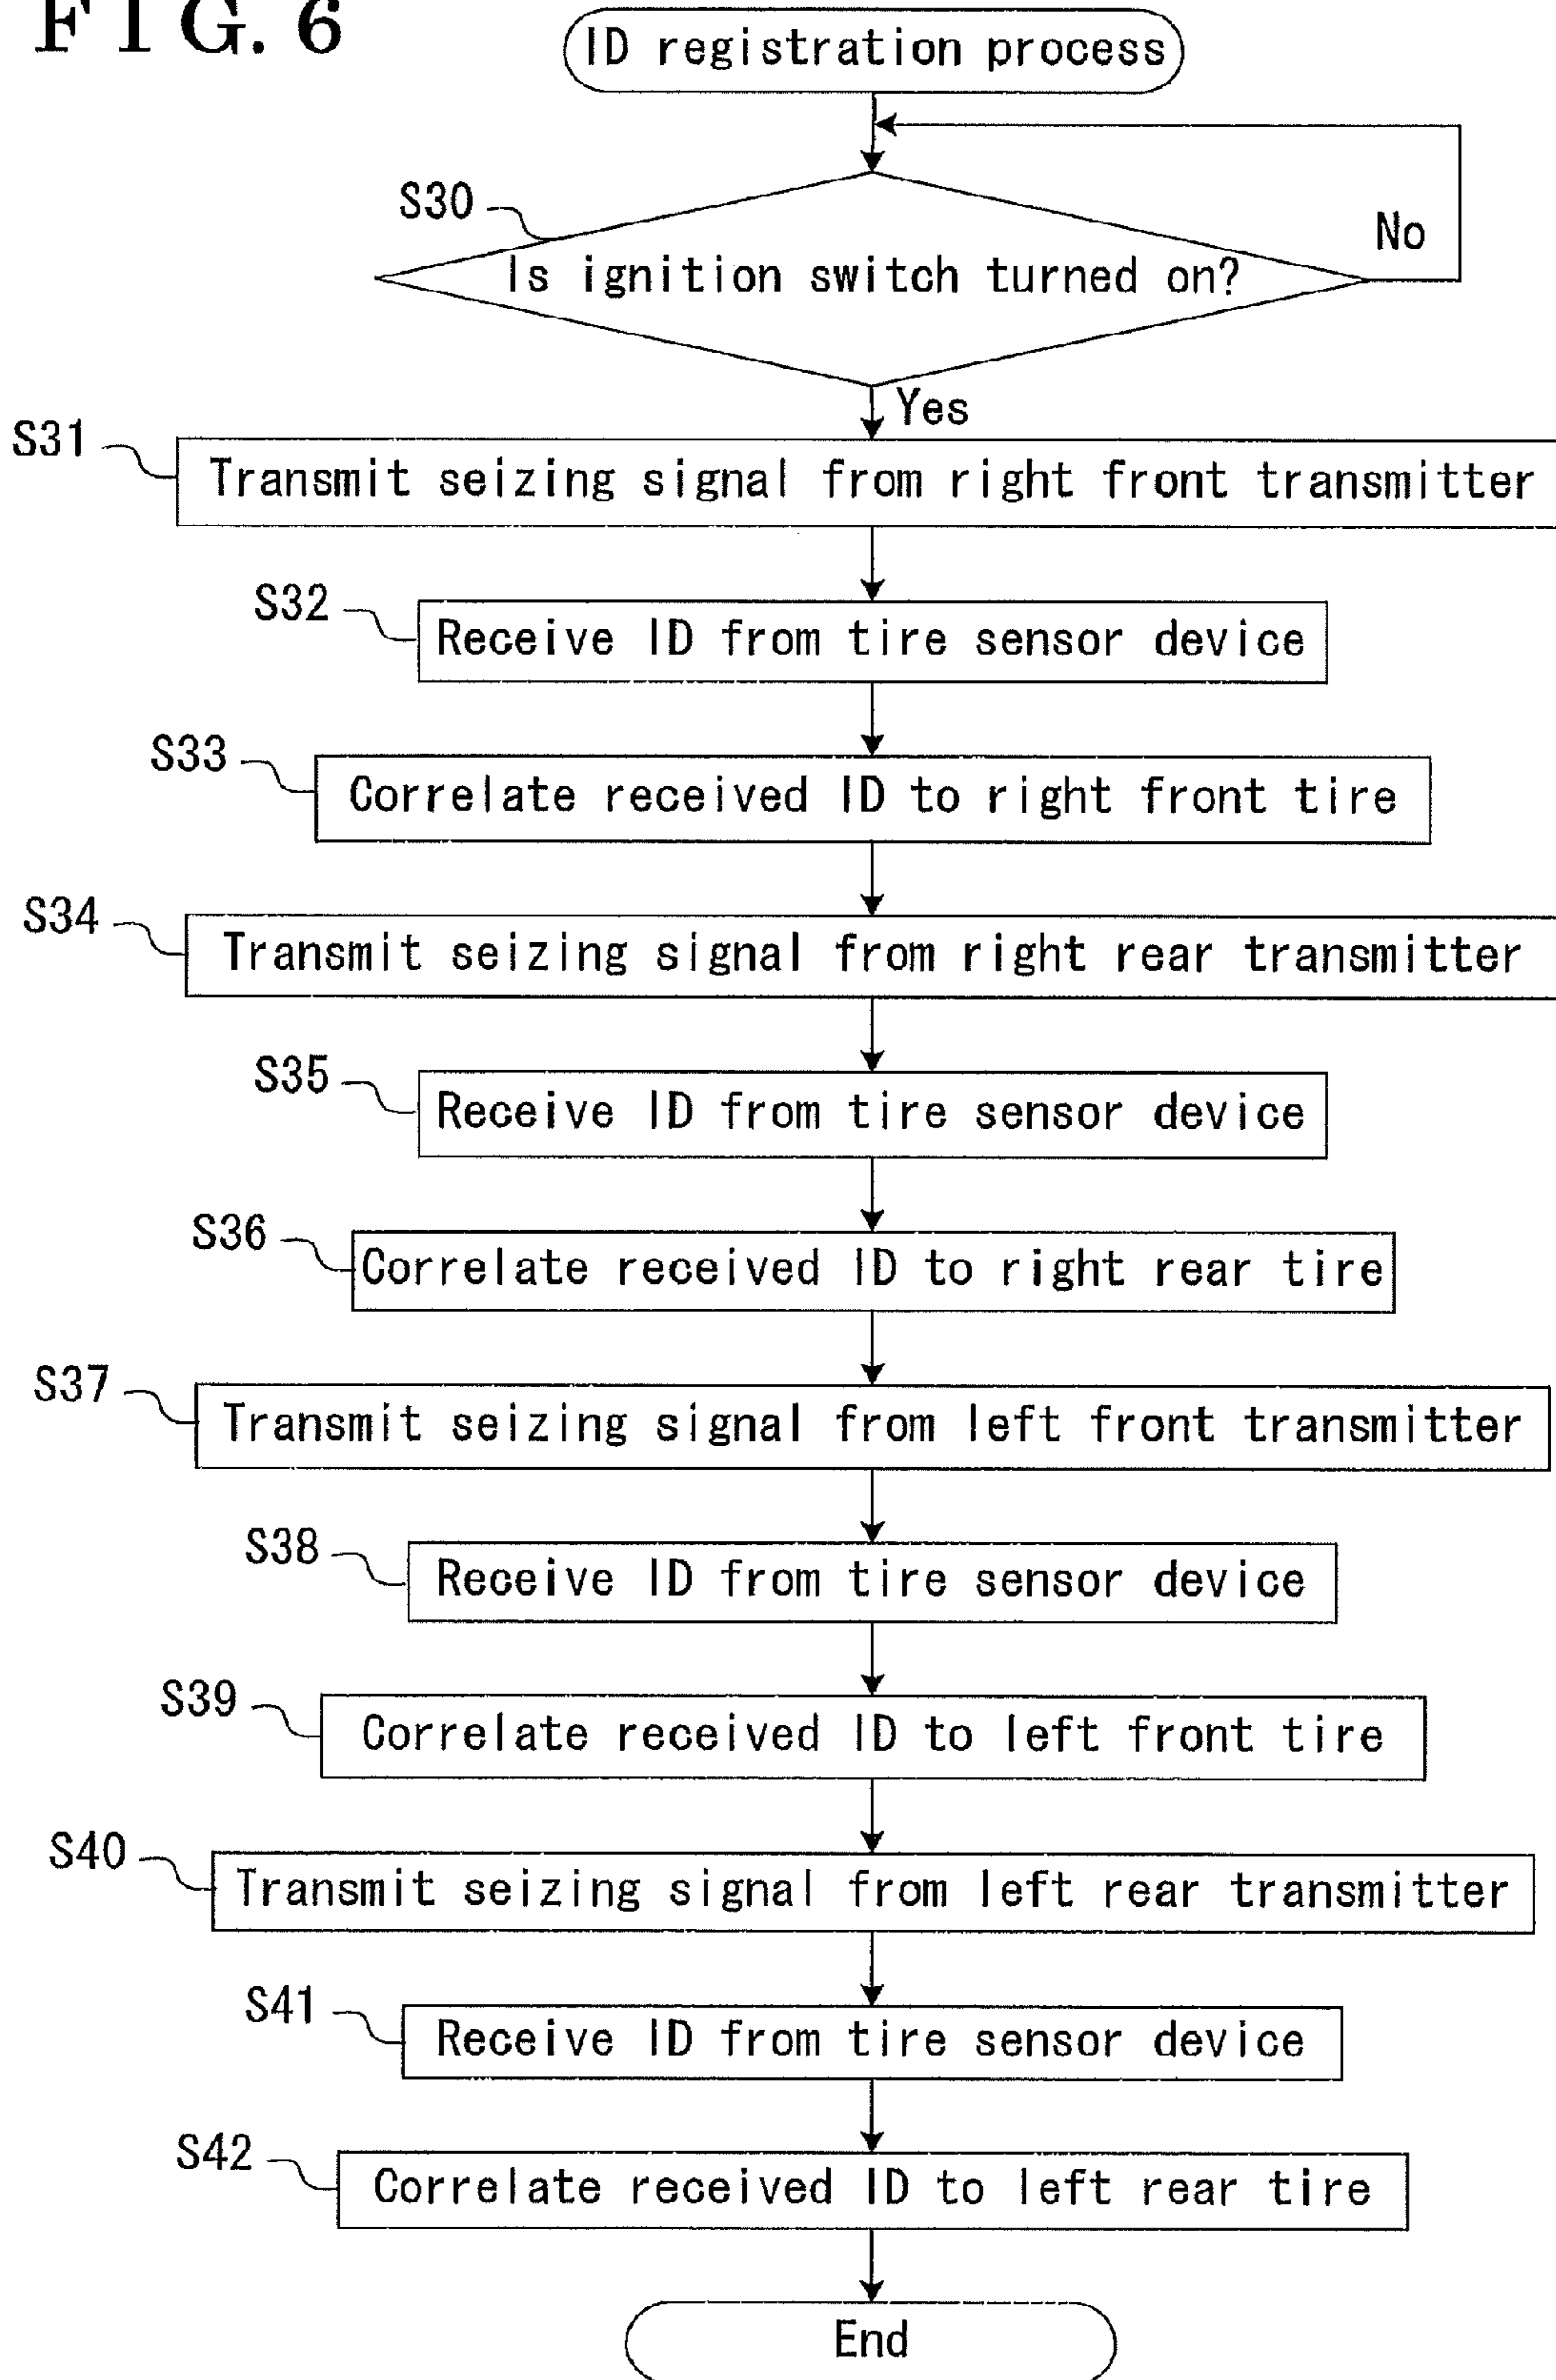 FIG. 6
ID registration process
S30
Is ignition switch turned on?
No
Yes
S31
Transmit seizing signal from right front transmitter
S32
Receive ID from tire sensor device
S33
Correlate received ID to right front tire
S34
Transmit seizing signal from right rear transmitter
S35
Receive ID from tire sensor device
S36
Correlate received ID to right rear tire
S37
Transmit seizing signal from left front transmitter
S38
Receive ID from tire sensor device
S39
Correlate received ID to left front tire
S40
Transmit seizing signal from left rear transmitter
S41
Receive ID from tire sensor device
S42
Correlate received ID to left rear tire
End